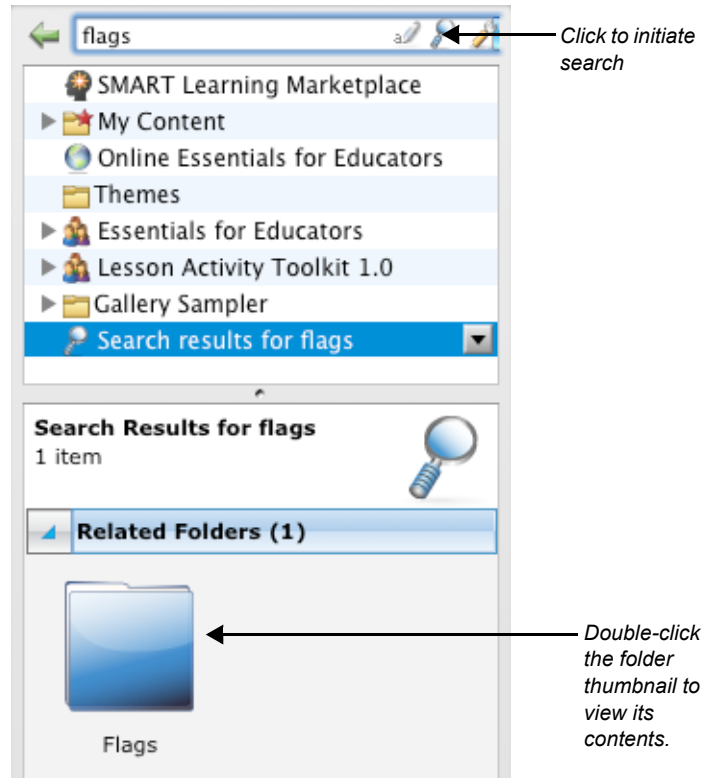 flags
Click to initiate
search
SMART Learning Marketplace
My Content
Online Essentials for Educators
Themes
Essentials for Educators
Lesson Activity Toolkit 1.0
Gallery Sampler
Search results for flags
Search Results for flags
1 item
Related Folders (1)
Double-click
the folder
thumbnail to
view its
contents.
Flags